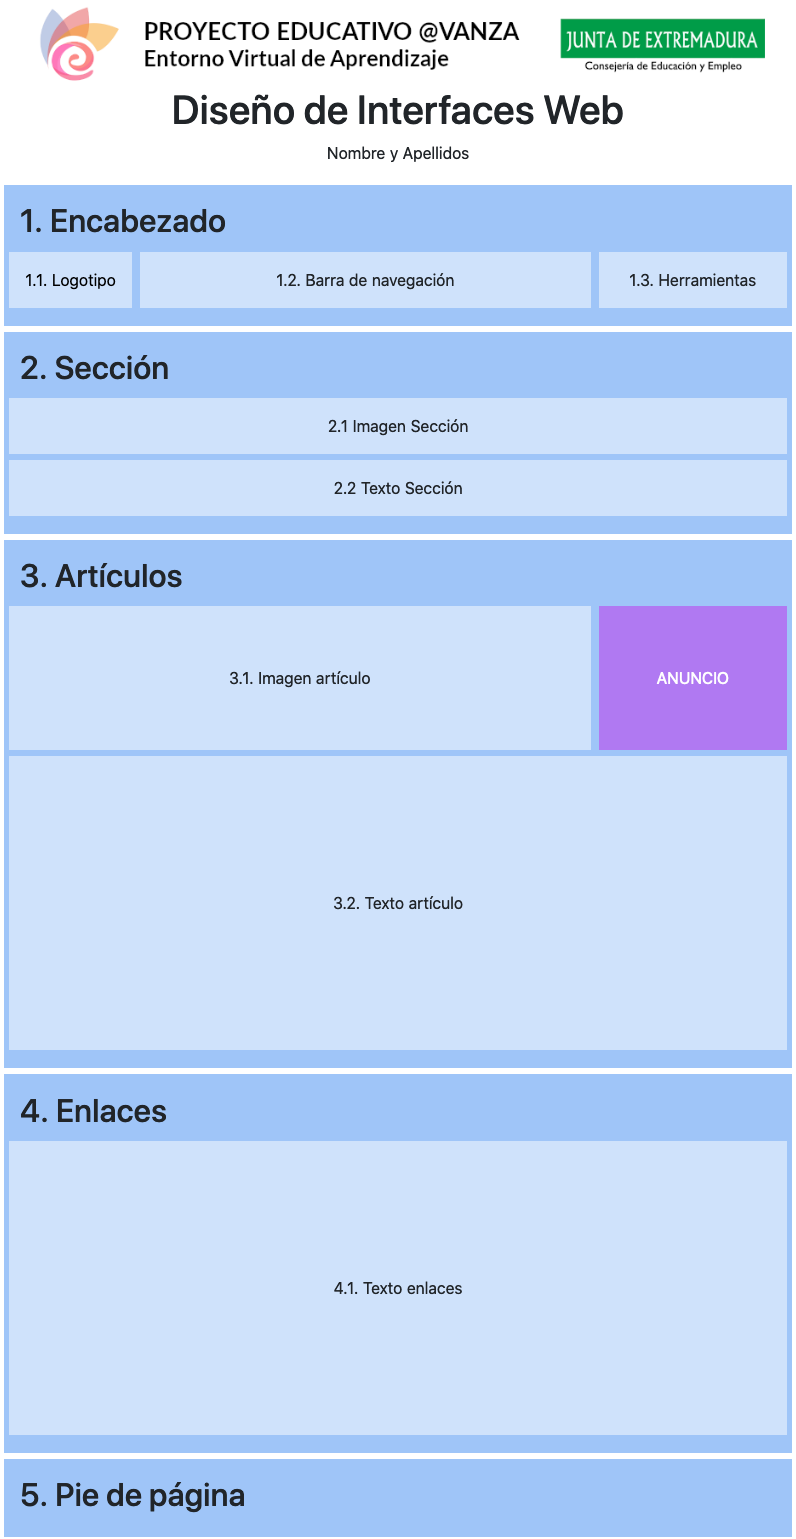 PROYECTO EDUCATIVO @VANZA
Entorno Virtual de Aprendizaje
JUNTA DE EXTREMADURA
Consejería de Educación y Empleo
Diseño de Interfaces Web
Nombre y Apellidos
1. Encabezado
1.1. Logotipo
1.2. Barra de navegación
1.3. Herramientas
2. Sección
2.1 Imagen Sección
2.2 Texto Sección
3. Artículos
3.1. Imagen artículo
ANUNCIO
3.2. Texto artículo
4. Enlaces
4.1. Texto enlaces
5. Pie de página